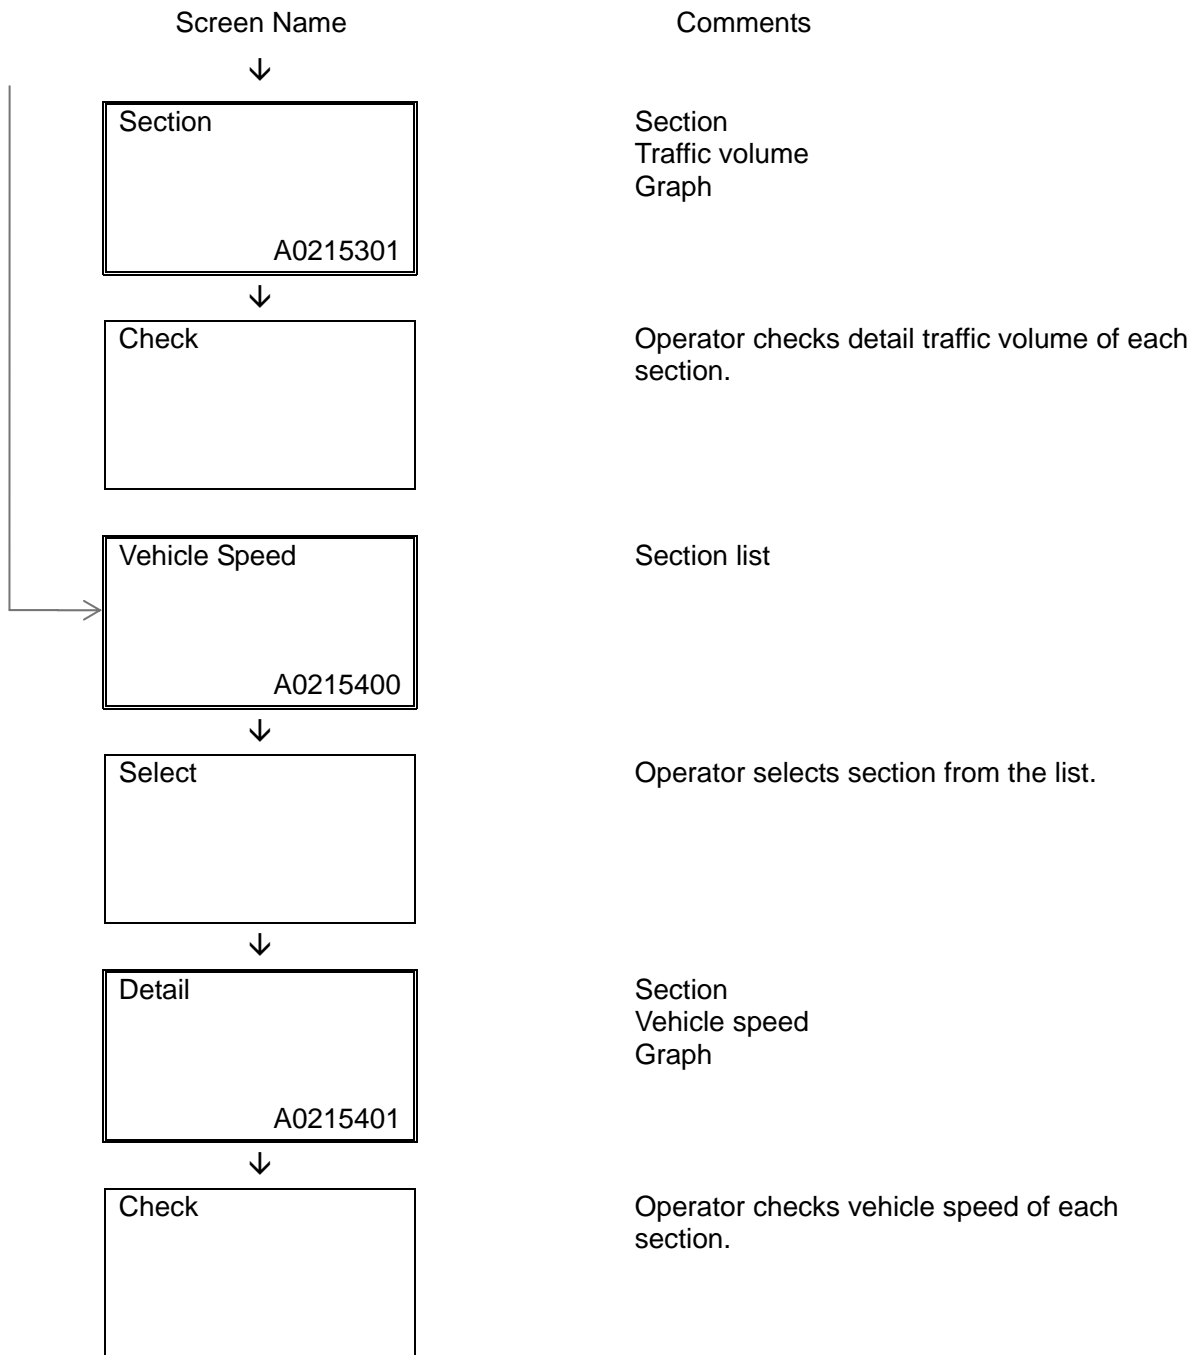 Screen Name Comments
Section Section
Traffic volume
Graph
A0215301
Check Operator checks detail traffic volume of each
section.
Vehicle Speed Section list
A0215400
Select Operator selects section from the list.
Detail Section
Vehicle speed
Graph
A0215401
Check Operator checks vehicle speed of each
section.